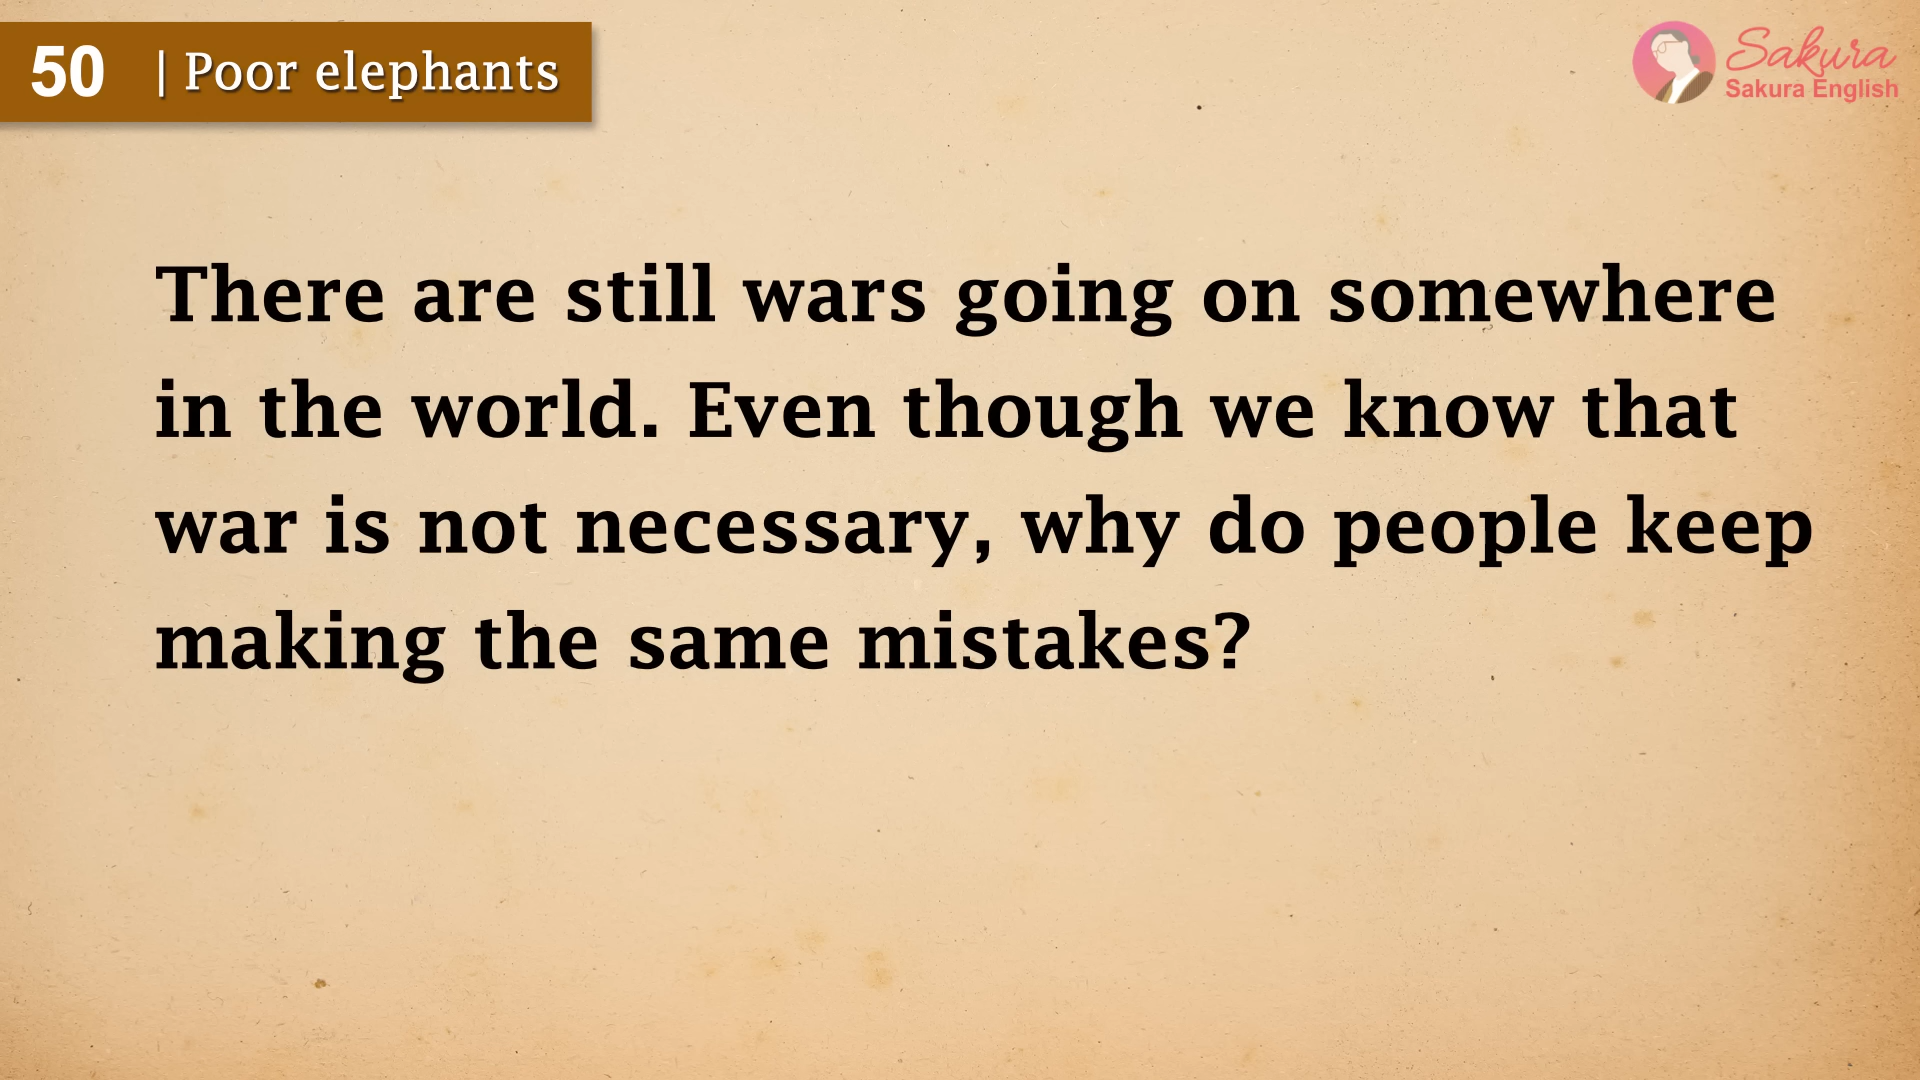 50 | Poor elephants
Sakura
Sakura English
There are still wars going on somewhere
in the world. Even though we know that
war is not necessary, why do people keep
making the same mistakes?